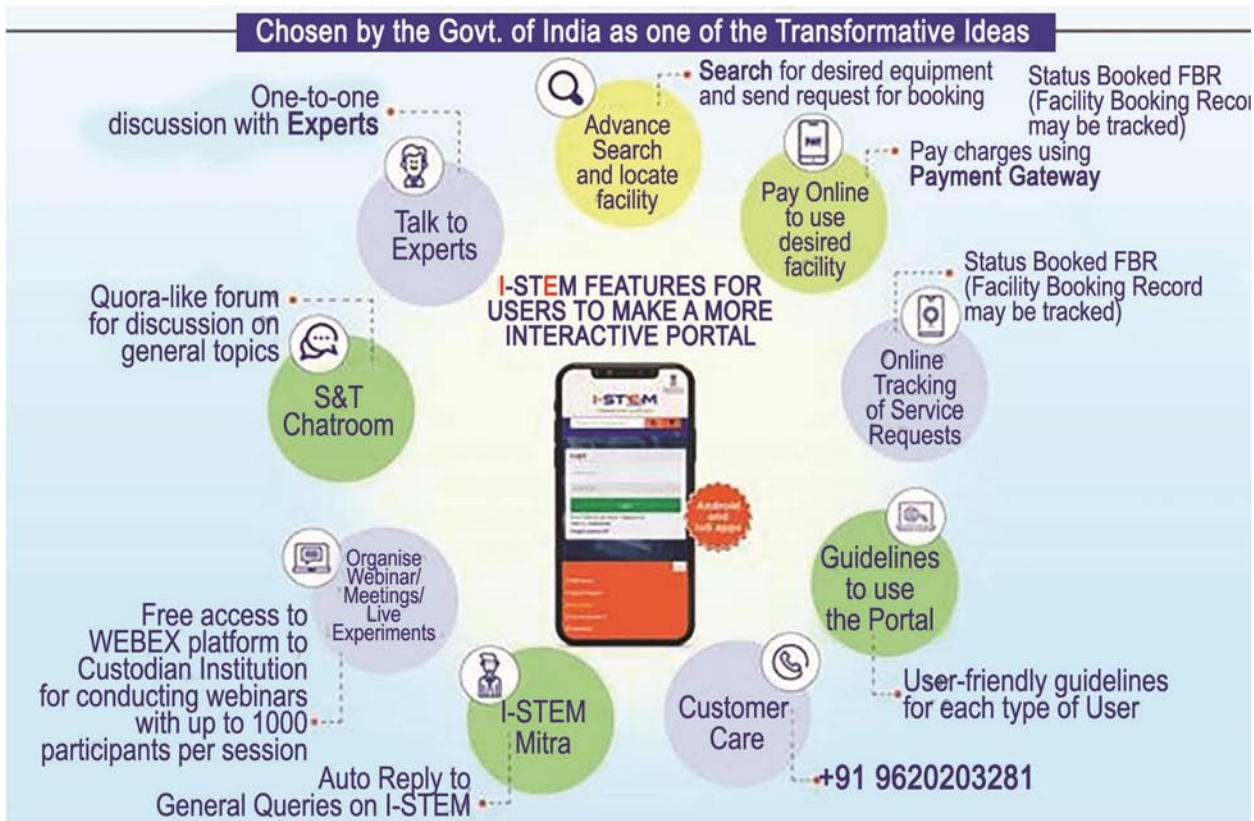 Chosen by the Govt. of India as one of the Transformative Ideas
One-to-one
discussion with Experts
Talk to
Experts
Advance
Search
and locate
facility
Search for desired equipment
and send request for booking
Status Booked FBR
(Facility Booking Record
may be tracked)
PAY
Pay Online
to use
desired
facility
Pay charges using
Payment Gateway
Quora-like forum
for discussion on
general topics
S&T
Chatroom
I-STEM FEATURES FOR
USERS TO MAKE A MORE
INTERACTIVE PORTAL
Status Booked FBR
(Facility Booking Record
may be tracked)
Online
Tracking
of Service
Requests
I-STEM
Login
Android
and
IoS apps
Organise
Webinar/
Meetings/
Live
Experiments
Free access to
WEBEX platform to
Custodian Institution
for conducting webinars
with up to 1000
participants per session
Guidelines
to use
the Portal
User-friendly guidelines
for each type of User
I-STEM
Mitra
Auto Reply to
General Queries on I-STEM
Customer
Care
+91 9620203281